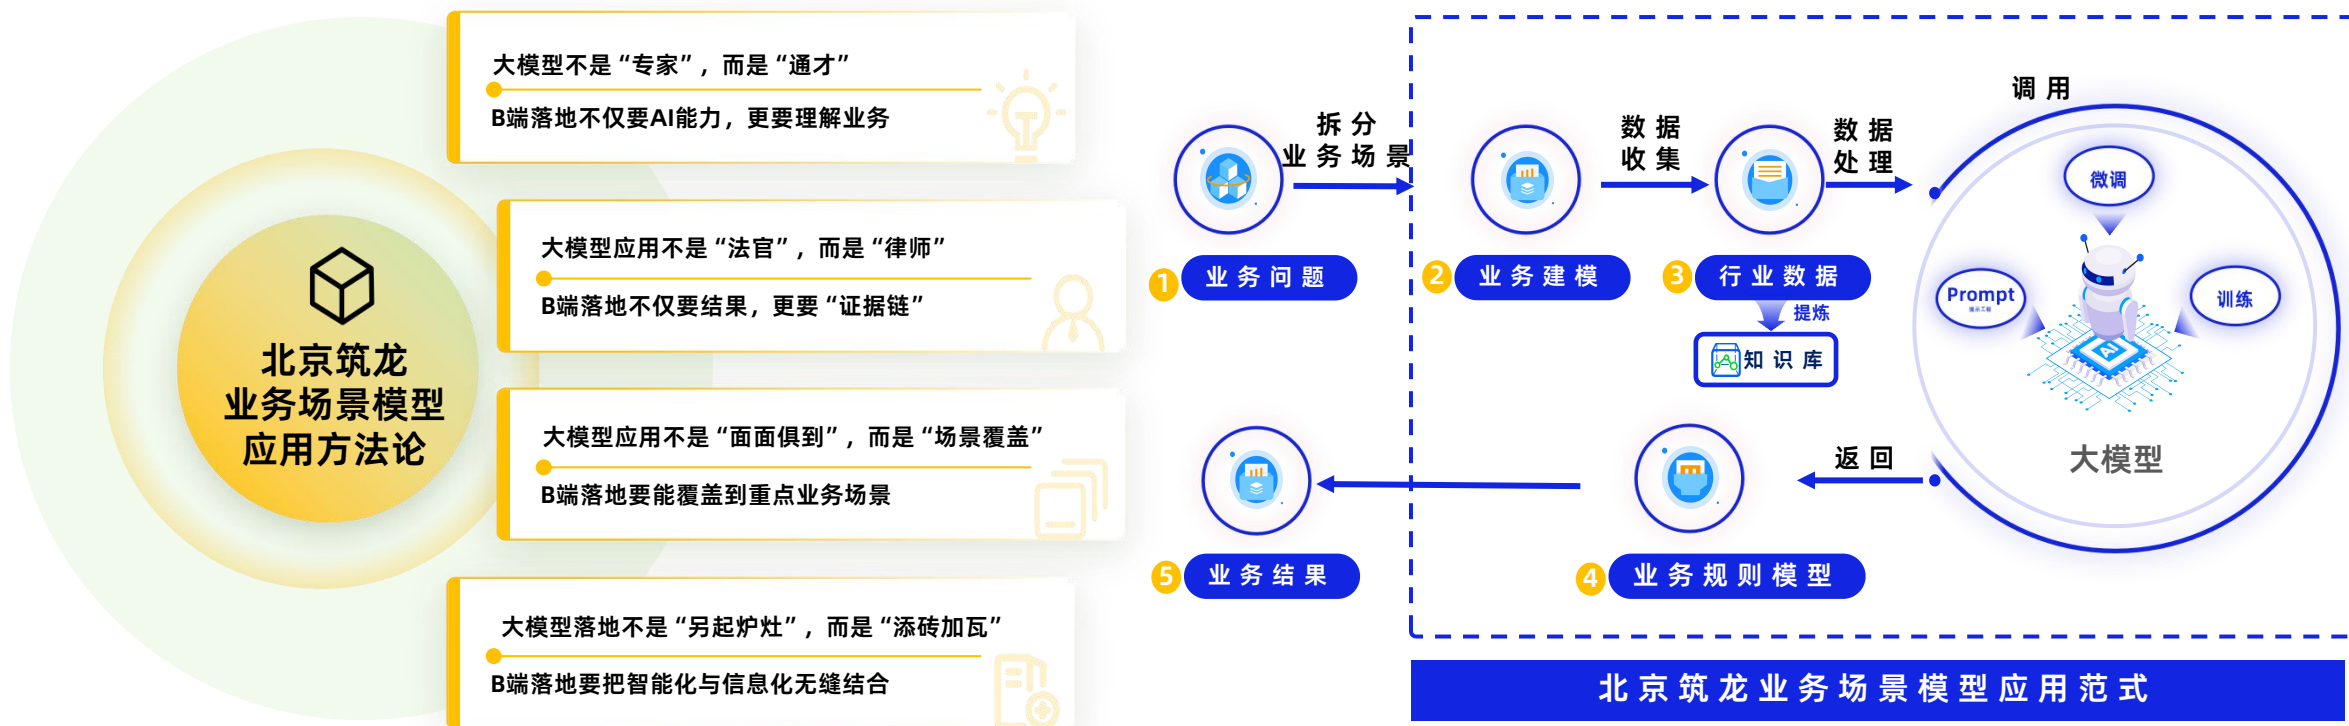 北京筑龙
业务场景模型
应用方法论
大模型不是“专家”，而是“通才”
B端落地不仅要AI能力，更要理解业务
大模型应用不是“法官”，而是“律师”
B端落地不仅要结果，更要“证据链”
大模型应用不是“面面俱到”，而是“场景覆盖”
B端落地要能覆盖到重点业务场景
大模型落地不是“另起炉灶”，而是“添砖加瓦”
B端落地要把智能化与信息化无缝结合
1 业务问题
拆分
业务场景
2 业务建模
数据
收集
3 行业数据
提炼
知识库
数据
处理
调用
微调
Prompt
提示工程
训练
AI
大模型
返回
4 业务规则模型
5 业务结果
北京筑龙业务场景模型应用范式